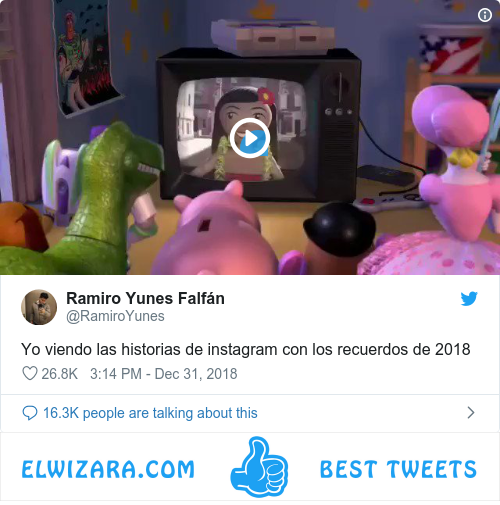 Ramiro Yunes Falfán
@RamiroYunes
Yo viendo las historias de instagram con los recuerdos de 2018
26.8K 3:14 PM - Dec 31, 2018
16.3K people are talking about this
ELWIZARA.COM BEST TWEETS